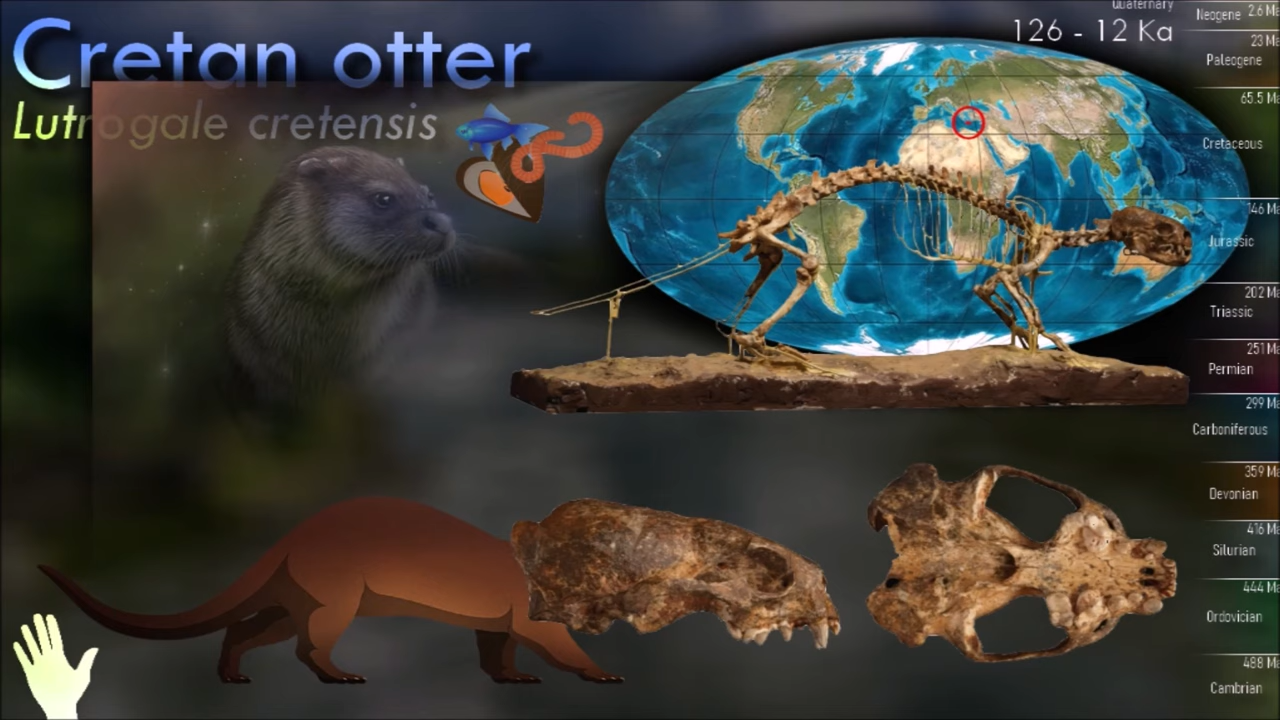 Cretan otter
Lutrogale cretensis
quaternary
126 - 12 Ka
Neogene 2.6 Ma
23 Ma
Paleogene
65.5 Ma
Cretaceous
146 Ma
Jurassic
202 Ma
Triassic
251 Ma
Permian
299 Ma
Carboniferous
359 Ma
Devonian
416 Ma
Silurian
444 Ma
Ordovician
488 Ma
Cambrian